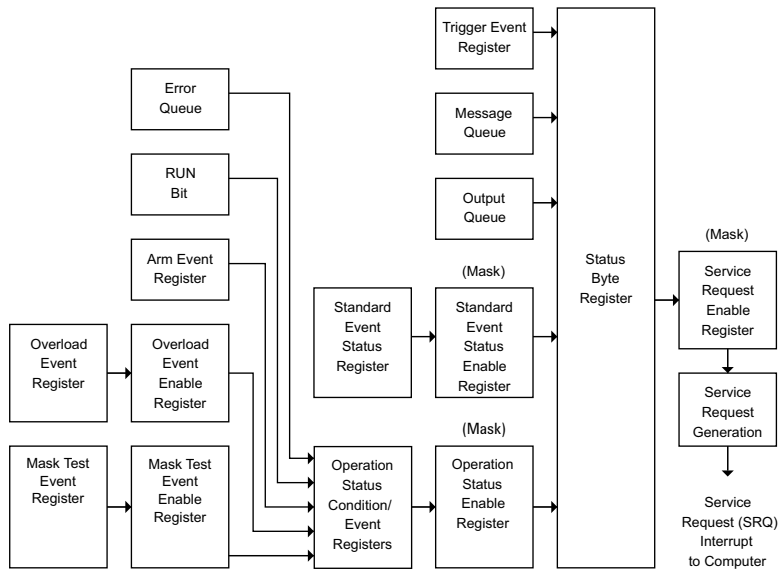 Trigger Event
Register
Error
Queue
Message
Queue
RUN
Bit
Output
Queue
Arm Event
Register
(Mask)
Standard
Event
Status
Register
Standard
Event
Status
Enable
Register
Status
Byte
Register
(Mask)
Service
Request
Enable
Register
Overload
Event
Register
Overload
Event
Enable
Register
Service
Request
Generation
(Mask)
Mask Test
Event
Register
Mask Test
Event
Enable
Register
Operation
Status
Condition/
Event
Registers
Operation
Status
Enable
Register
Service
Request (SRQ)
Interrupt
to Computer